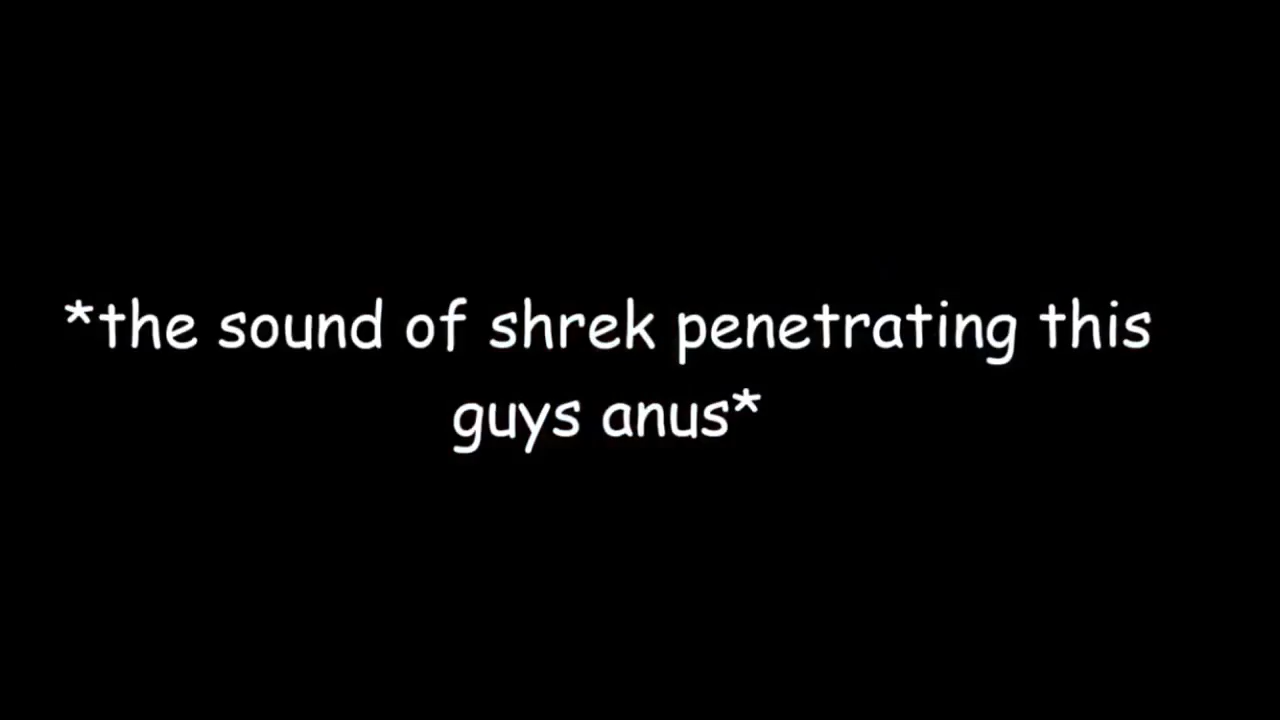 *the sound of shrek penetrating this
guys anus*